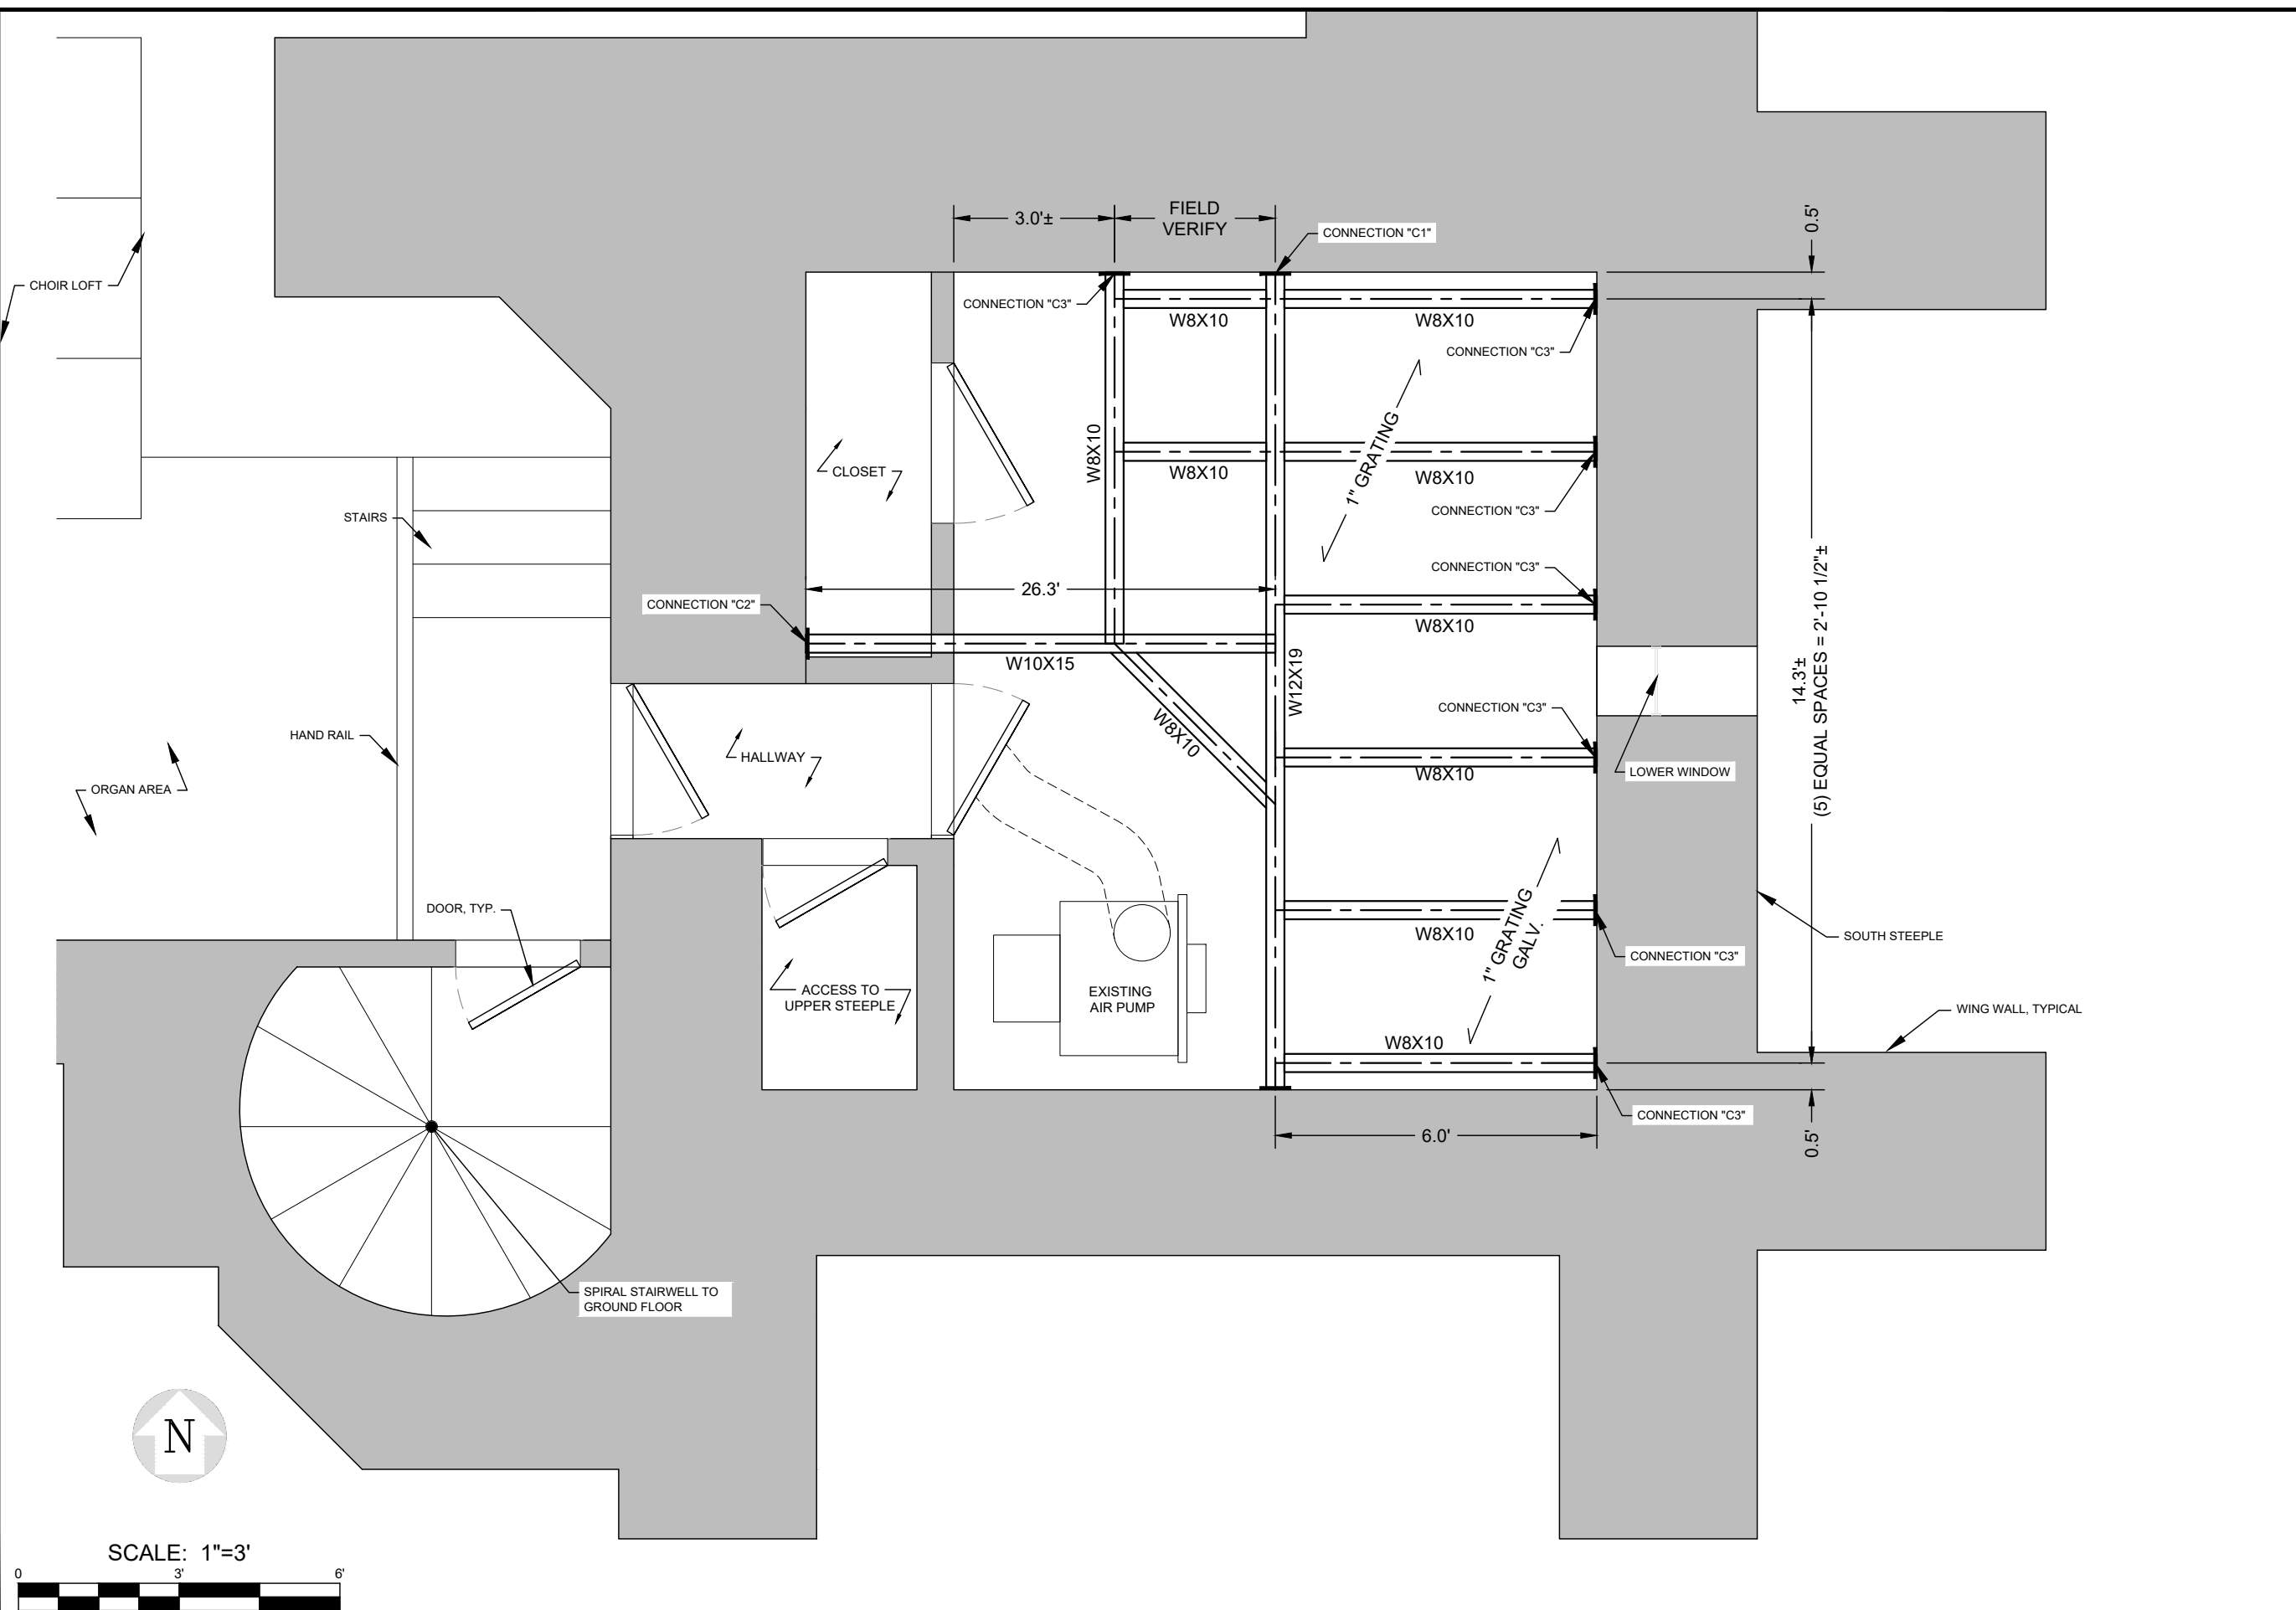 3.0'±
FIELD
VERIFY
CONNECTION "C1"
0.5'
CHOIR LOFT
CONNECTION "C3"
W8X10
W8X10
CONNECTION "C3"
1" GRATING
W8X10
CLOSET
W8X10
W8X10
STAIRS
CONNECTION "C3"
CONNECTION "C3"
26.3'
CONNECTION "C2"
W8X10
W10X15
W12X19
14.3'±
(5) EQUAL SPACES = 2'-10 1/2"±
CONNECTION "C3"
W8X10
HAND RAIL
HALLWAY
W8X10
LOWER WINDOW
ORGAN AREA
DOOR, TYP.
1" GRATING
GALV.
W8X10
SOUTH STEEPLE
CONNECTION "C3"
ACCESS TO
UPPER STEEPLE
EXISTING
AIR PUMP
WING WALL, TYPICAL
W8X10
CONNECTION "C3"
6.0'
0.5'
SPIRAL STAIRWELL TO
GROUND FLOOR
N
SCALE: 1"=3'
0 3' 6'